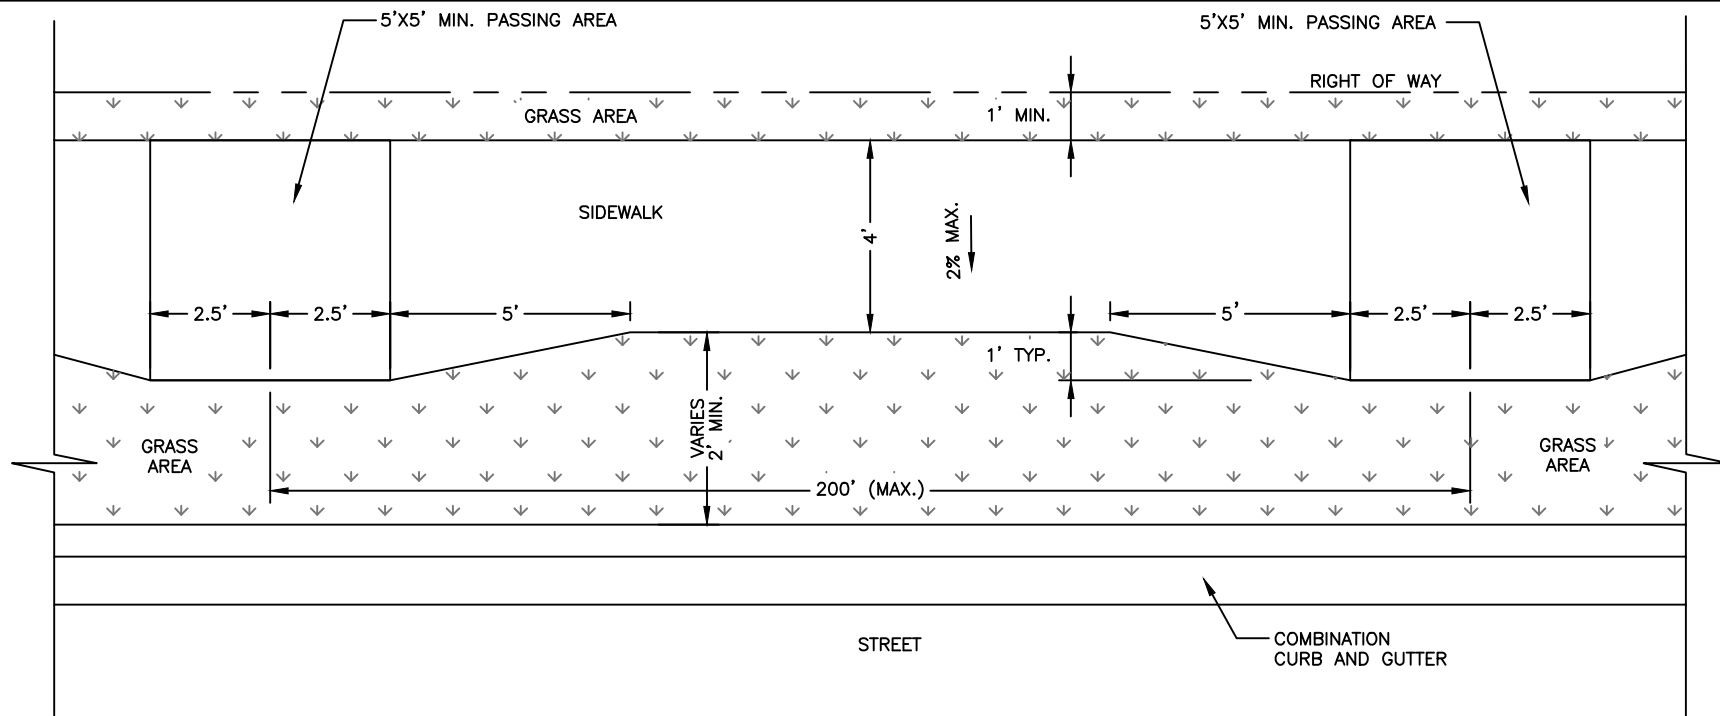 5'X5' MIN. PASSING AREA
5'X5' MIN. PASSING AREA
RIGHT OF WAY
GRASS AREA
1' MIN.
SIDEWALK
4'
2% MAX.
2.5'
2.5'
5'
5'
2.5'
2.5'
1' TYP.
VARIES
2' MIN.
GRASS
AREA
GRASS
AREA
200' (MAX.)
STREET
COMBINATION
CURB AND GUTTER